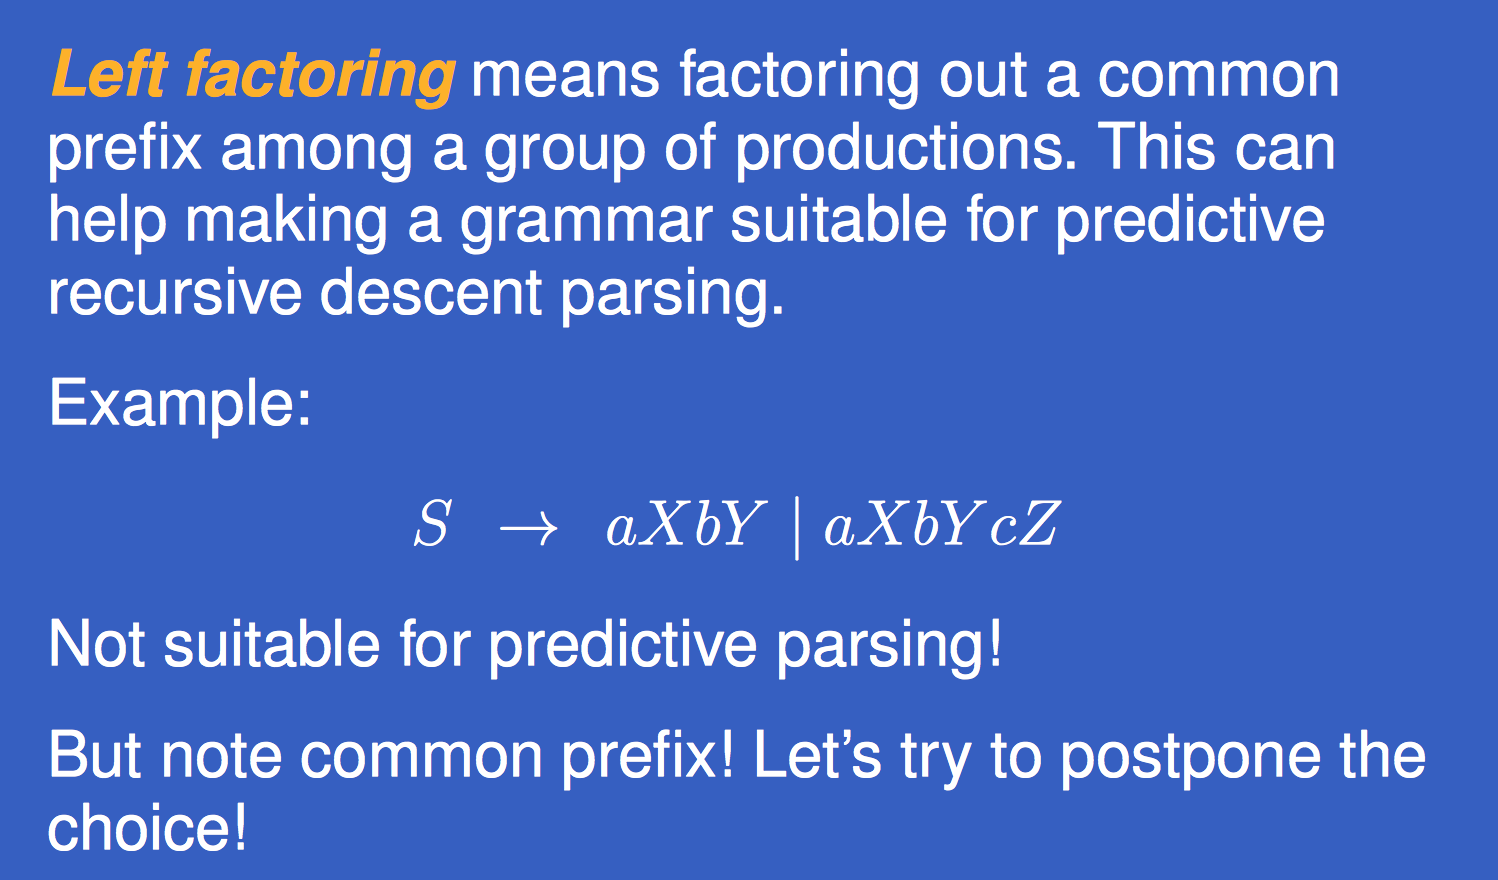 Left factoring means factoring out a common
prefix among a group of productions. This can
help making a grammar suitable for predictive
recursive descent parsing.
Example:
S → aXbY | aXbYcZ
Not suitable for predictive parsing!
But note common prefix! Let’s try to postpone the
choice!